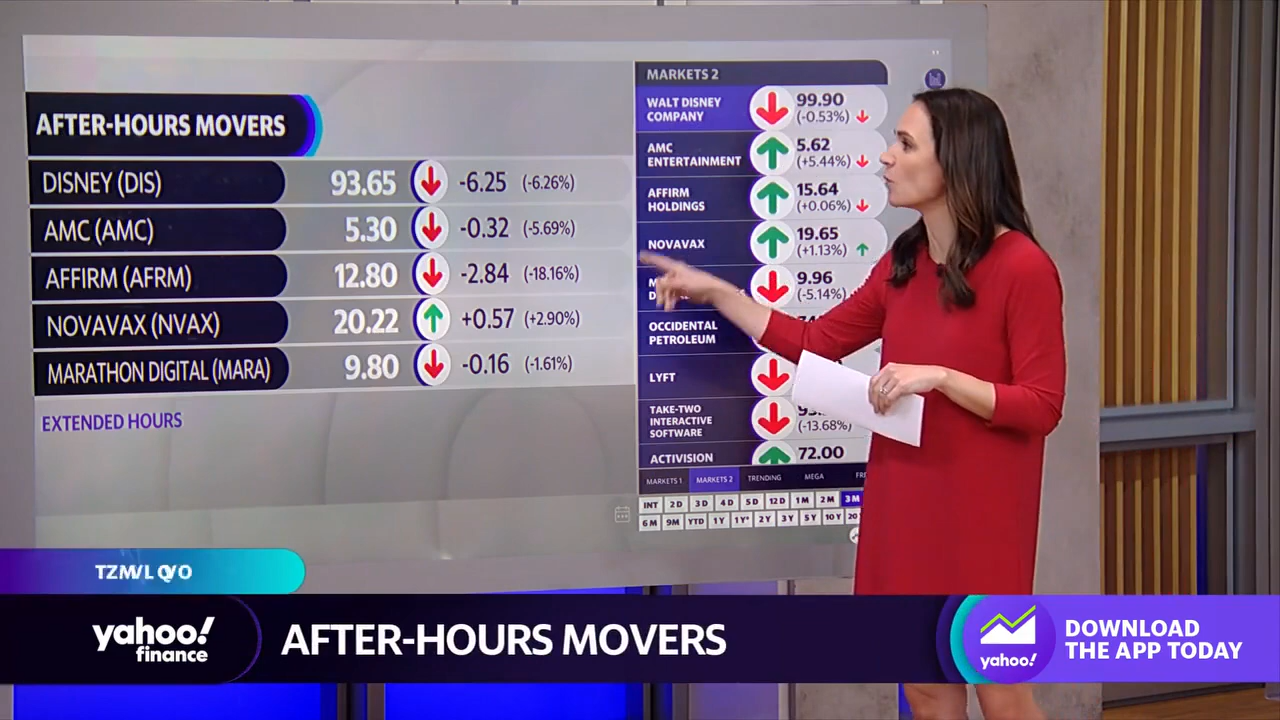 AFTER-HOURS MOVERS
DISNEY (DIS) 93.65 -6.25 (-6.26%)
AMC (AMC) 5.30 -0.32 (-5.69%)
AFFIRM (AFRM) 12.80 -2.84 (-18.16%)
NOVAVAX (NVAX) 20.22 +0.57 (+2.90%)
MARATHON DIGITAL (MARA) 9.80 -0.16 (-1.61%)
EXTENDED HOURS
MARKETS 2
WALT DISNEY
COMPANY
99.90
(-0.53%)
AMC
ENTERTAINMENT
5.62
(+5.44%)
AFFIRM
HOLDINGS
15.64
(+0.06%)
NOVAVAX
19.65
(+1.13%)
9.96
(-5.14%)
OCCIDENTAL
PETROLEUM
LYFT
TAKE-TWO
INTERACTIVE
SOFTWARE
(-13.68%)
ACTIVISION
72.00
MARKETS 1 MARKETS 2 TRENDING MEGA
INT 2D 3D 4D 5D 12D 1M 2M 3M
6M 9M YTD 1Y 1Y* 2Y 3Y 5Y 10Y
yahoo!
finance
AFTER-HOURS MOVERS
yahoo!
DOWNLOAD
THE APP TODAY